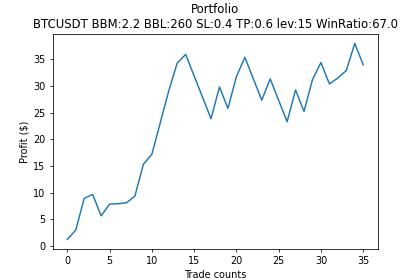 Portfolio
BTCUSDT BBM:2.2 BBL:260 SL:0.4 TP:0.6 lev:15 WinRatio:67.0
35
30
25
20
15
10
5
0
Profit ($)
0 5 10 15 20 25 30 35
Trade counts